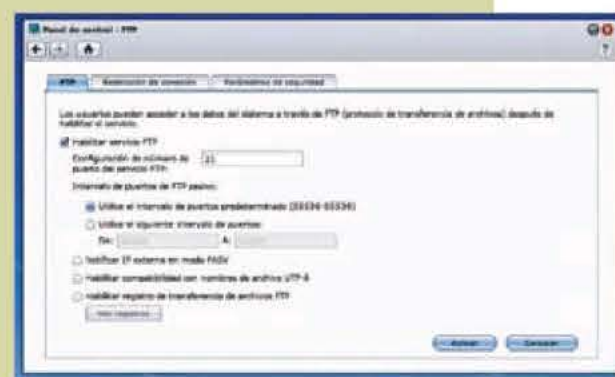 Panel de control - FTP
FTP
Restricción de conexión
Parámetros de seguridad
Los usuarios pueden acceder a los datos del sistema a través de FTP (protocolo de transferencia de archivos) después de
habilitar el servicio.
Habilitar servicio FTP
Configuración de número de
puerto del servicio FTP:
21
Intervalo de puertos de FTP pasivo:
Utilice el intervalo de puertos predeterminado (55536-55536)
Utilice el siguiente intervalo de puertos:
De:
A:
Notificar IP externa en modo PASV
Habilitar compatibilidad con nombres de archivo UTF-8
Habilitar registro de transferencia de archivos FTP
Ver registros
Aplicar
Cancelar